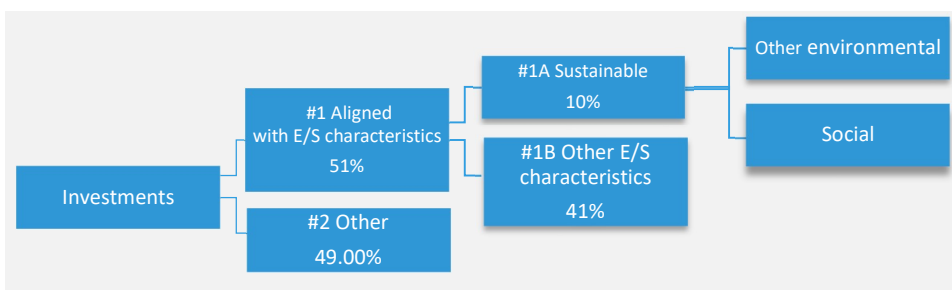 Investments
#1 Aligned
with E/S characteristics
51%
#2 Other
49.00%
#1A Sustainable
10%
#1B Other E/S
characteristics
41%
Other environmental
Social